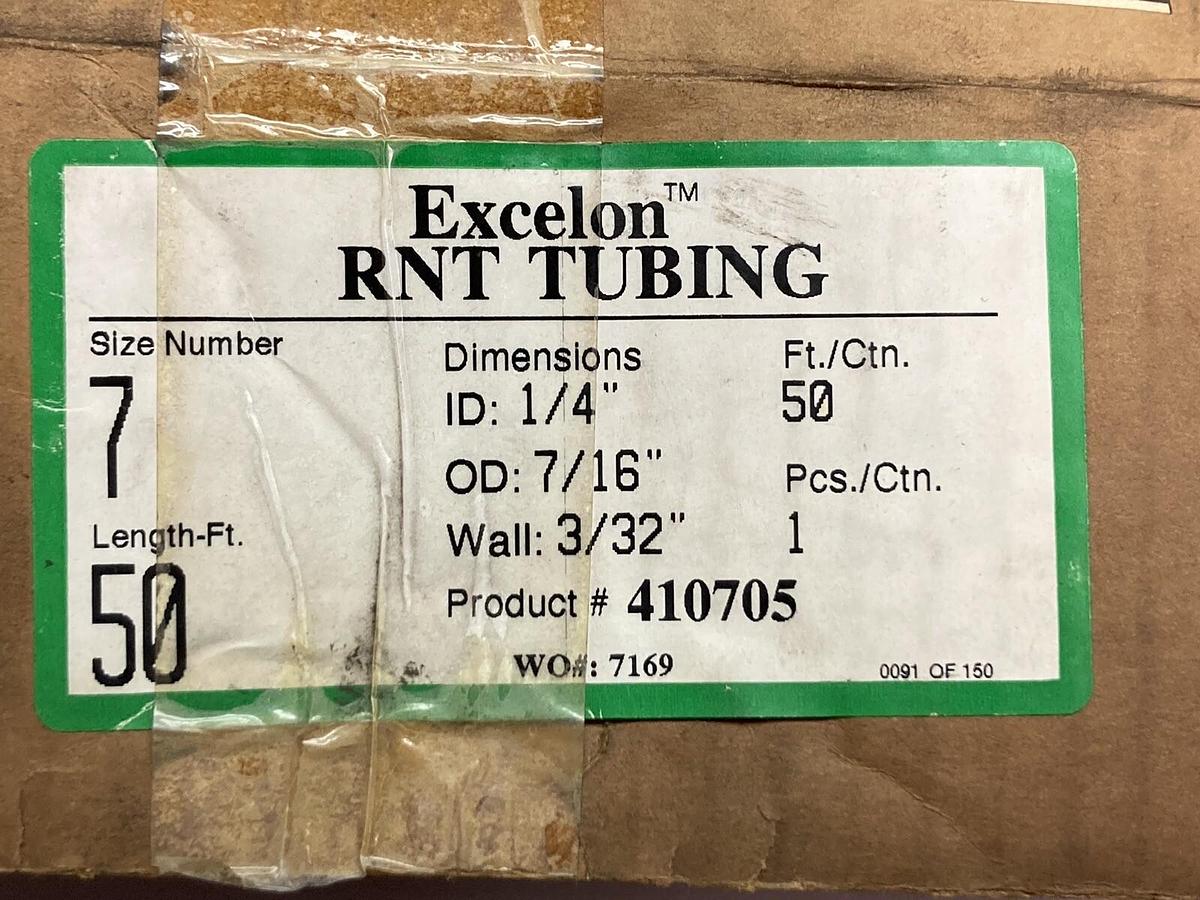 Excelon™
RNT TUBING
Size Number
7
Length-Ft.
50
Dimensions
ID: 1/4"
OD: 7/16"
Wall: 3/32"
Product # 410705
WO#: 7169
Ft./Ctn.
50
Pcs./Ctn.
1
0091 OF 150